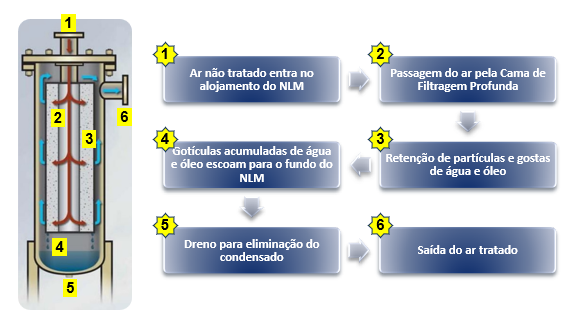 1
2
3
6
4
5
1
Ar não tratado entra no
alojamento do NLM
2
Passagem do ar pela Cama de
Filtragem Profunda
4
Gotículas acumuladas de água
e óleo escoam para o fundo do
NLM
3
Retenção de partículas e gostas
de água e óleo
5
Dreno para eliminação do
condensado
6
Saída do ar tratado